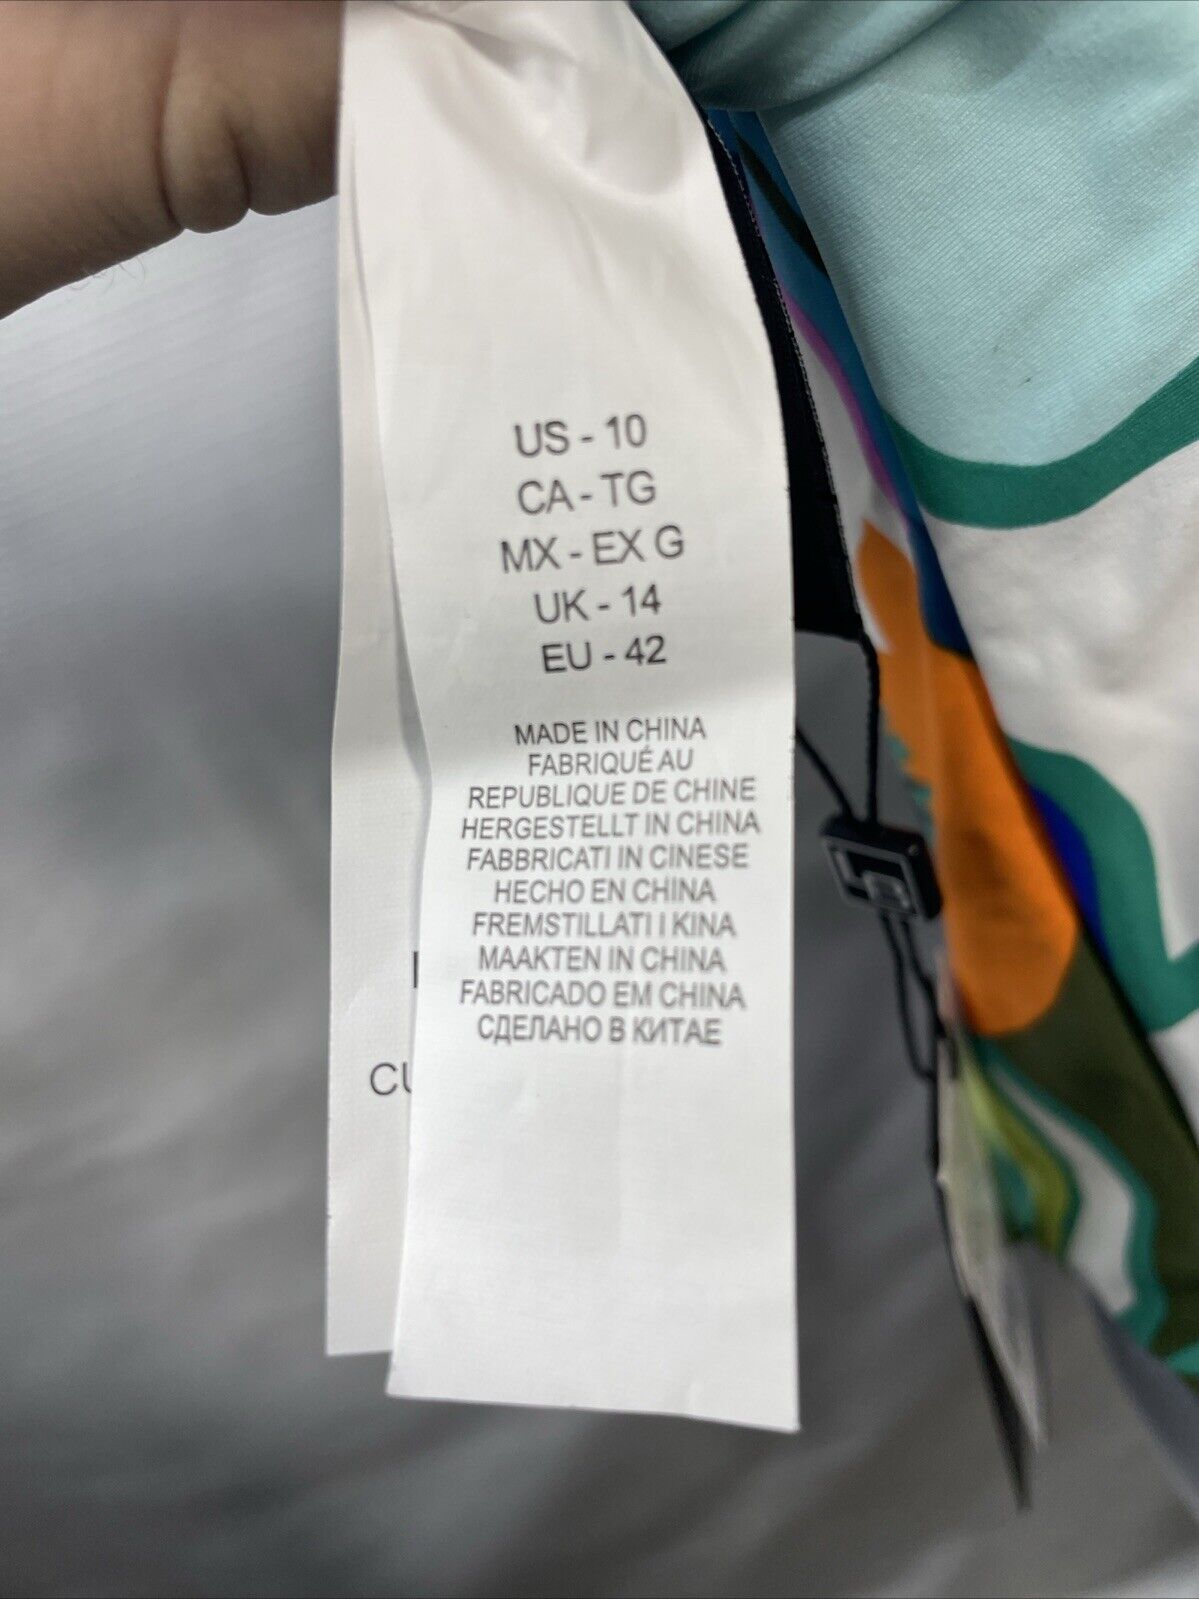 US - 10
CA - TG
MX - EX G
UK - 14
EU - 42
MADE IN CHINA
FABRIQUÉ AU
REPUBLIQUE DE CHINE
HERGESTELLT IN CHINA
FABBRICATI IN CINESE
HECHO EN CHINA
FREMSTILLATI I KINA
MAAKTEN IN CHINA
FABRICADO EM CHINA
СДЕЛАНО В КИТАЕ